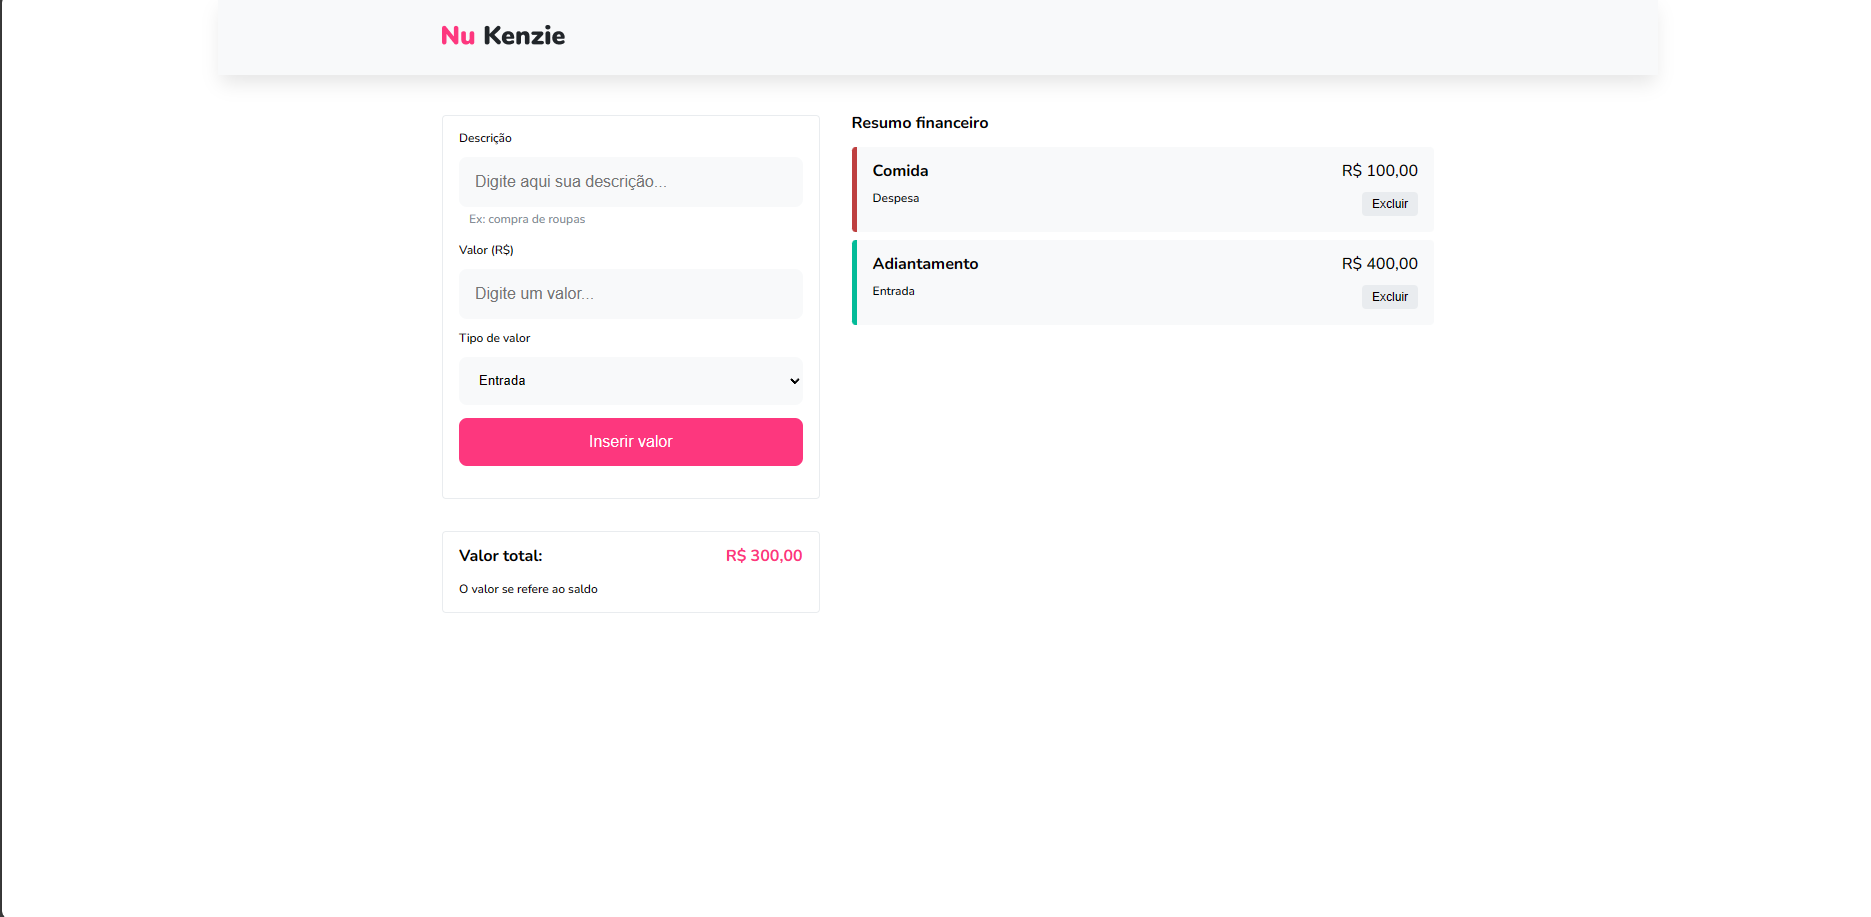 Nu Kenzie
Descrição
Digite aqui sua descrição...
Ex: compra de roupas
Valor (R$)
Digite um valor...
Tipo de valor
Entrada
Inserir valor
Valor total: R$ 300,00
O valor se refere ao saldo
Resumo financeiro
Comida R$ 100,00
Despesa Excluir
Adiantamento R$ 400,00
Entrada Excluir